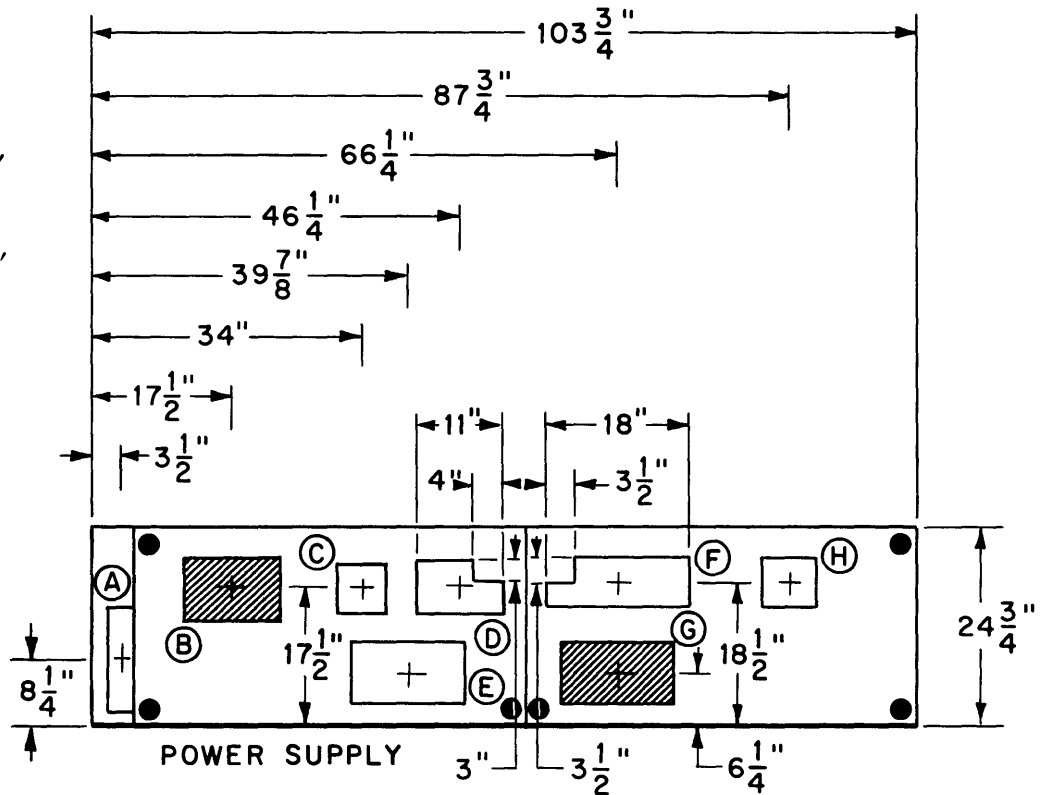 103 3/4"
87 3/4"
66 1/4"
46 1/4"
39 7/8"
34"
17 1/2"
3 1/2"
11"
18"
4"
3 1/2"
A
C
F
H
B
17 1/2"
D
G
18 1/2"
24 3/4"
E
8 1/4"
POWER SUPPLY
3"
3 1/2"
6 1/4"